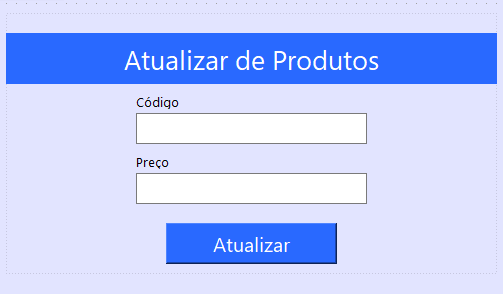 Atualizar de Produtos
Código
Preço
Atualizar